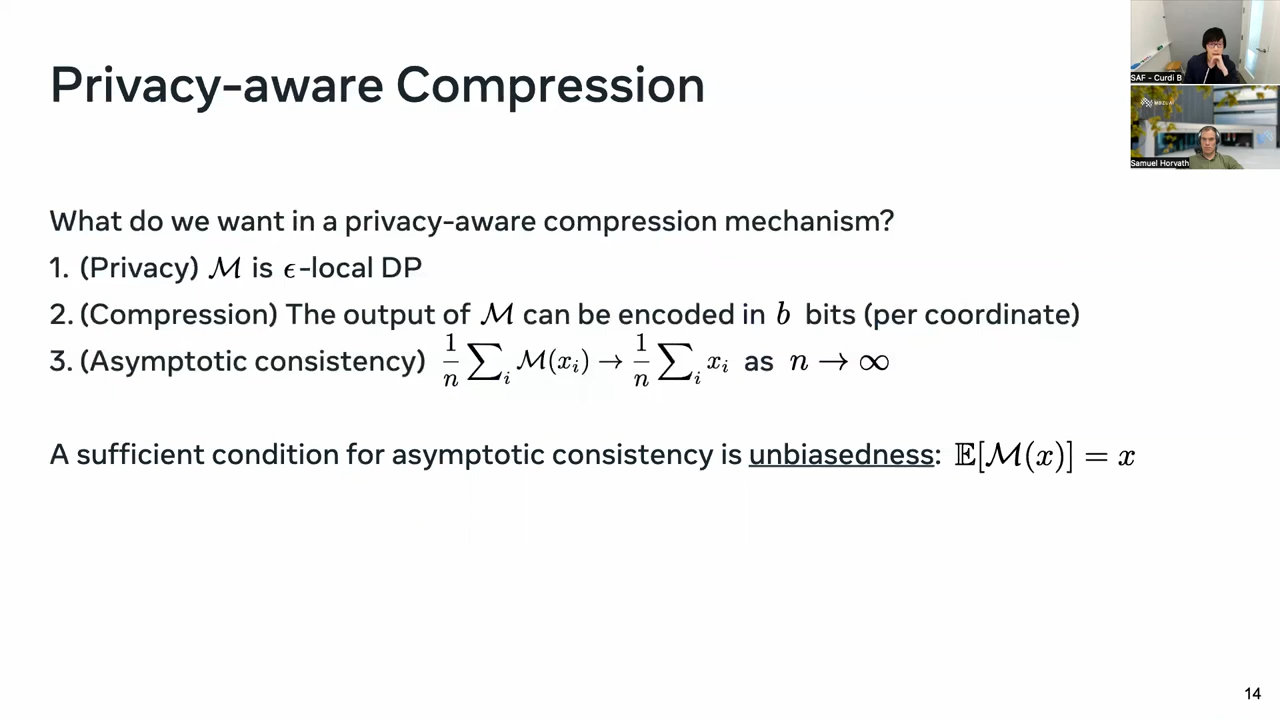 Privacy-aware Compression
SAF - Curdi B
Samuel Horvath
What do we want in a privacy-aware compression mechanism?
1. (Privacy) ℳ is ϵ-local DP
2. (Compression) The output of ℳ can be encoded in b bits (per coordinate)
3. (Asymptotic consistency) 1/n ∑_i ℳ(x_i) → 1/n ∑_i x_i as n → ∞
A sufficient condition for asymptotic consistency is unbiasedness: 𝔼[ℳ(x)] = x
14